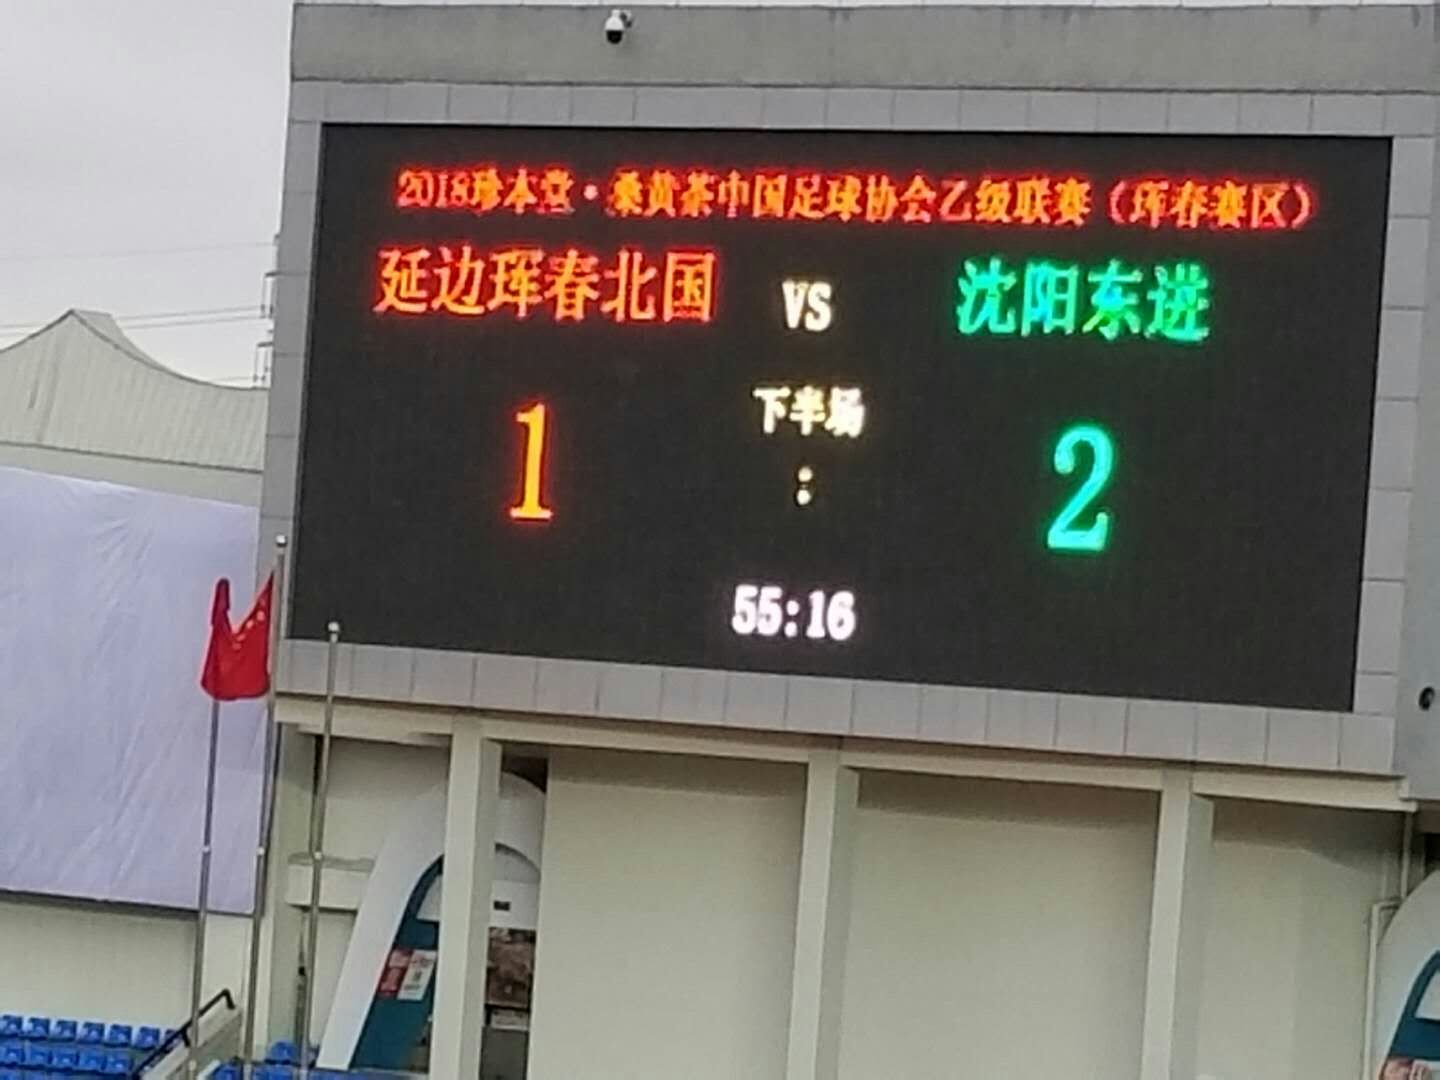 2018珍本堂·桑黄茶中国足球协会乙级联赛（珲春赛区）
延边珲春北国 VS 沈阳东进
下半场
1 : 2
55:16